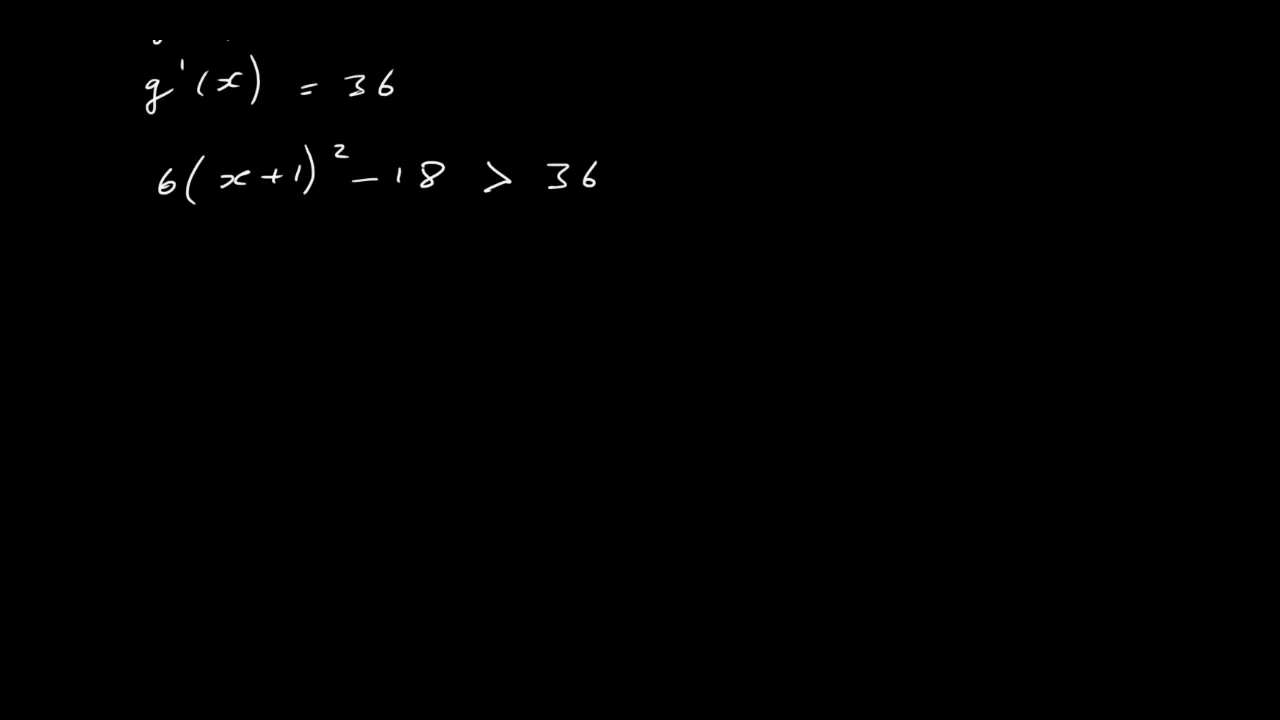 g'(x) = 36
6(x+1)² - 18 > 36